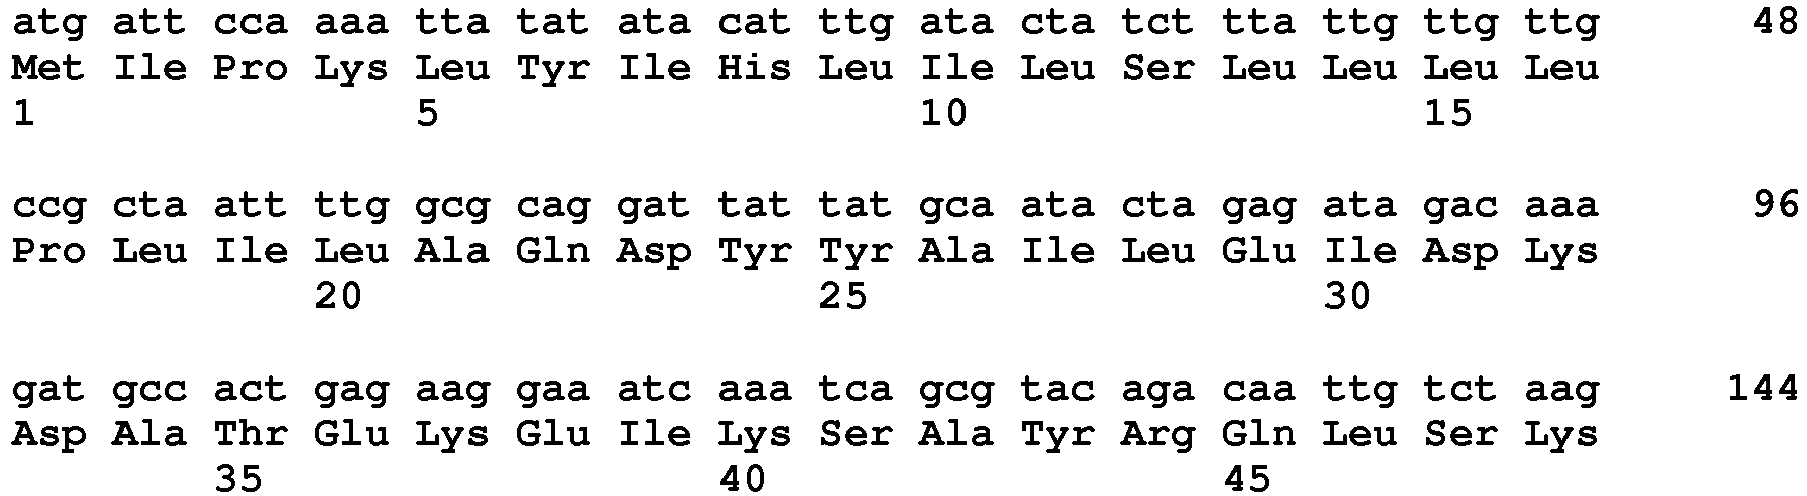 atg att cca aaa tta tat ata cat ttg ata cta tct tta ttg ttg ttg 48
Met Ile Pro Lys Leu Tyr Ile His Leu Ile Leu Ser Leu Leu Leu Leu
1 5 10 15
ccg cta att ttg gcg cag gat tat tat gca ata cta gag ata gac aaa 96
Pro Leu Ile Leu Ala Gln Asp Tyr Tyr Ala Ile Leu Glu Ile Asp Lys
20 25 30
gat gcc act gag aag gaa atc aaa tca gcg tac aga caa ttg tct aag 144
Asp Ala Thr Glu Lys Glu Ile Lys Ser Ala Tyr Arg Gln Leu Ser Lys
35 40 45